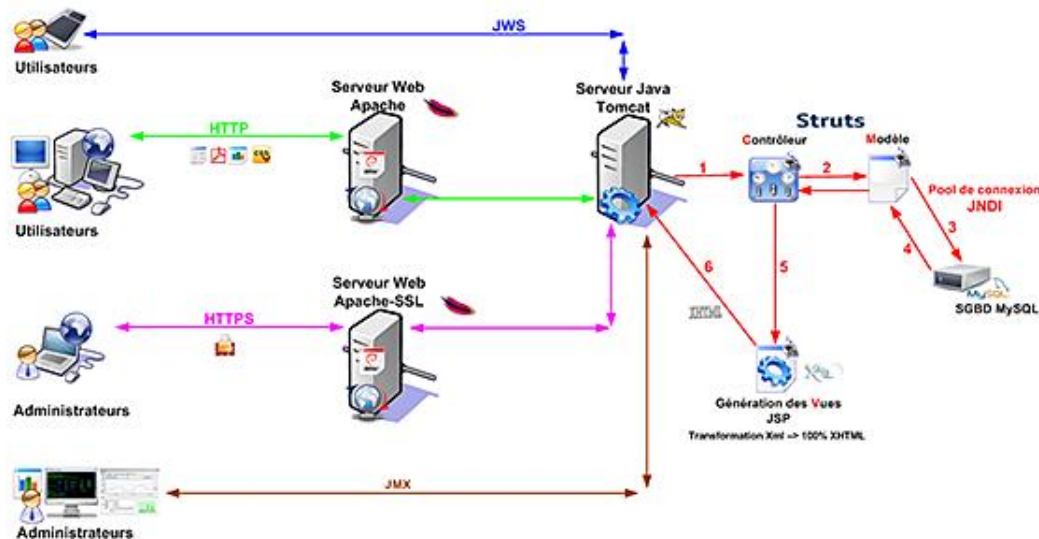 JWS
Utilisateurs
Serveur Web
Apache
Serveur Java
Tomcat
Struts
HTTP
Contrôleur
Modèle
1
2
Pool de connexion
JNDI
3
4
Utilisateurs
6
5
MySQL
SGBD MySQL
Serveur Web
Apache-SSL
HTTPS
XHTML
Génération des Vues
JSP
Transformation Xml --> 100% XHTML
Administrateurs
JMX
Administrateurs